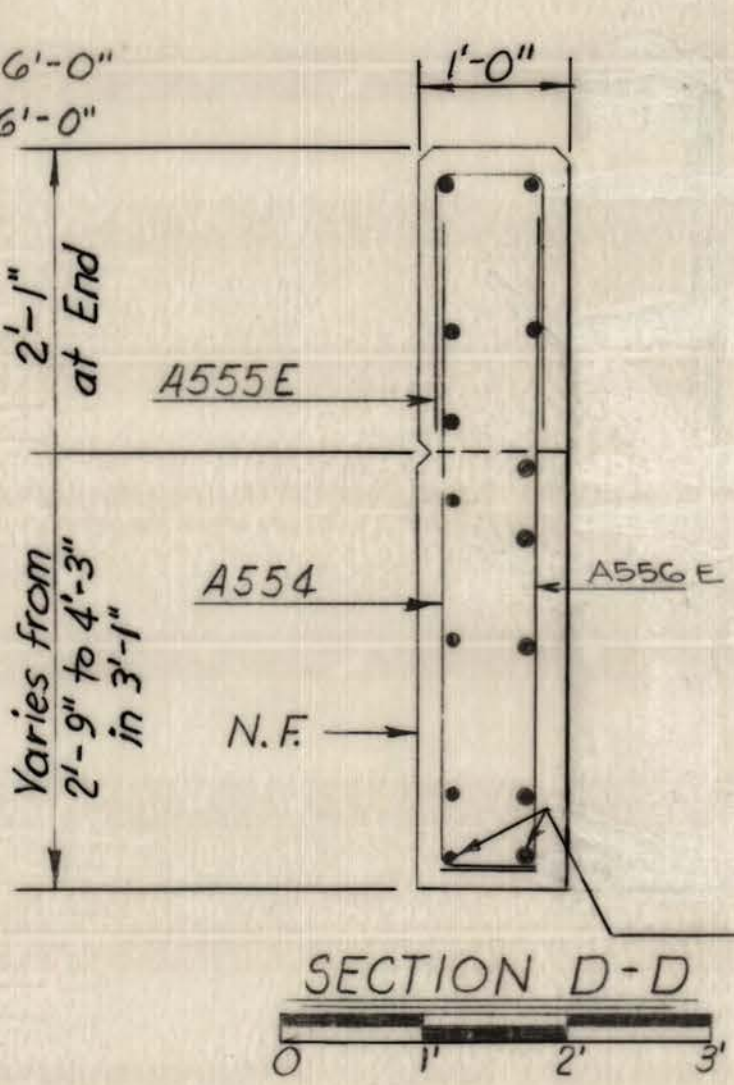 6'-0"
6'-0"
1'-0"
2'-1"
at End
A555E
A554
A556 E
Varies from
2'-9" to 4'-3"
in 3'-1"
N.F.
SECTION D-D
0 1' 2' 3'